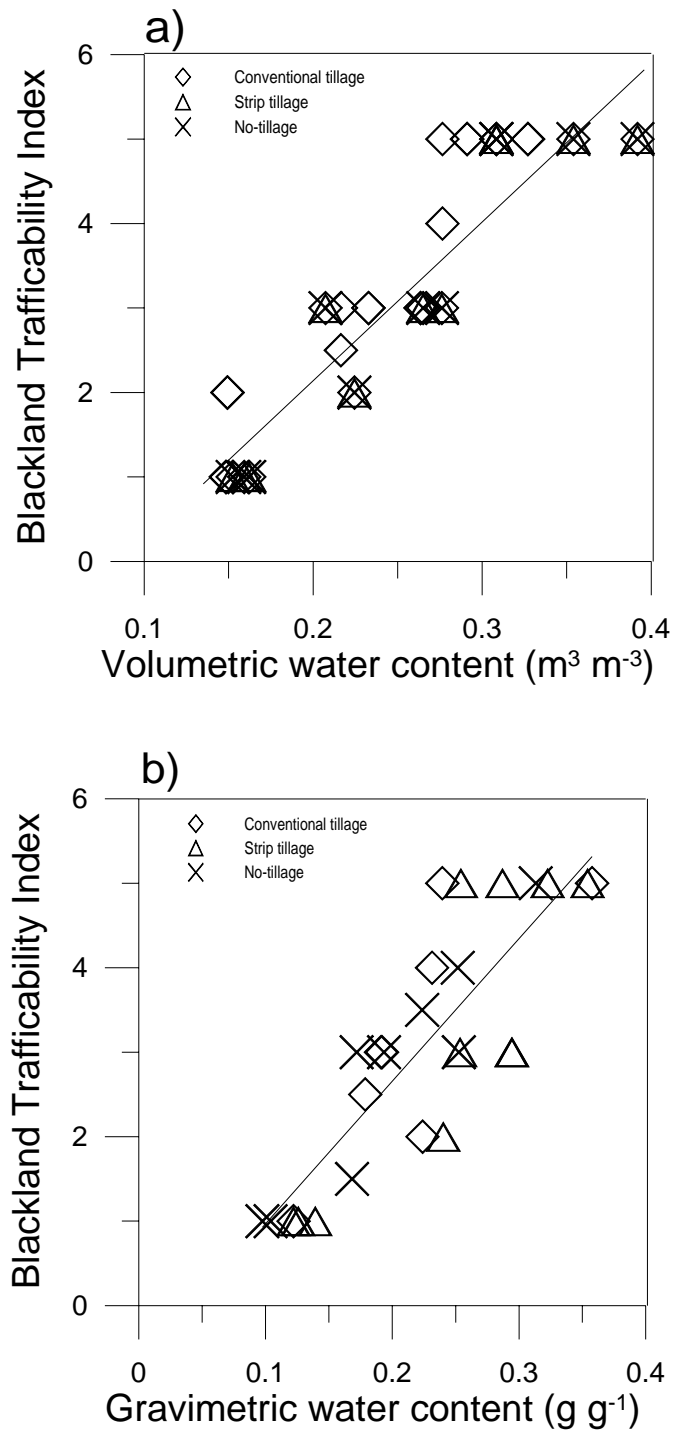 a)
6
Conventional tillage
Strip tillage
No-tillage
4
2
0
Blackland Trafficability Index
0.1 0.2 0.3 0.4
Volumetric water content (m³ m⁻³)
b)
6
Conventional tillage
Strip tillage
No-tillage
4
2
0
Blackland Trafficability Index
0 0.1 0.2 0.3 0.4
Gravimetric water content (g g⁻¹)